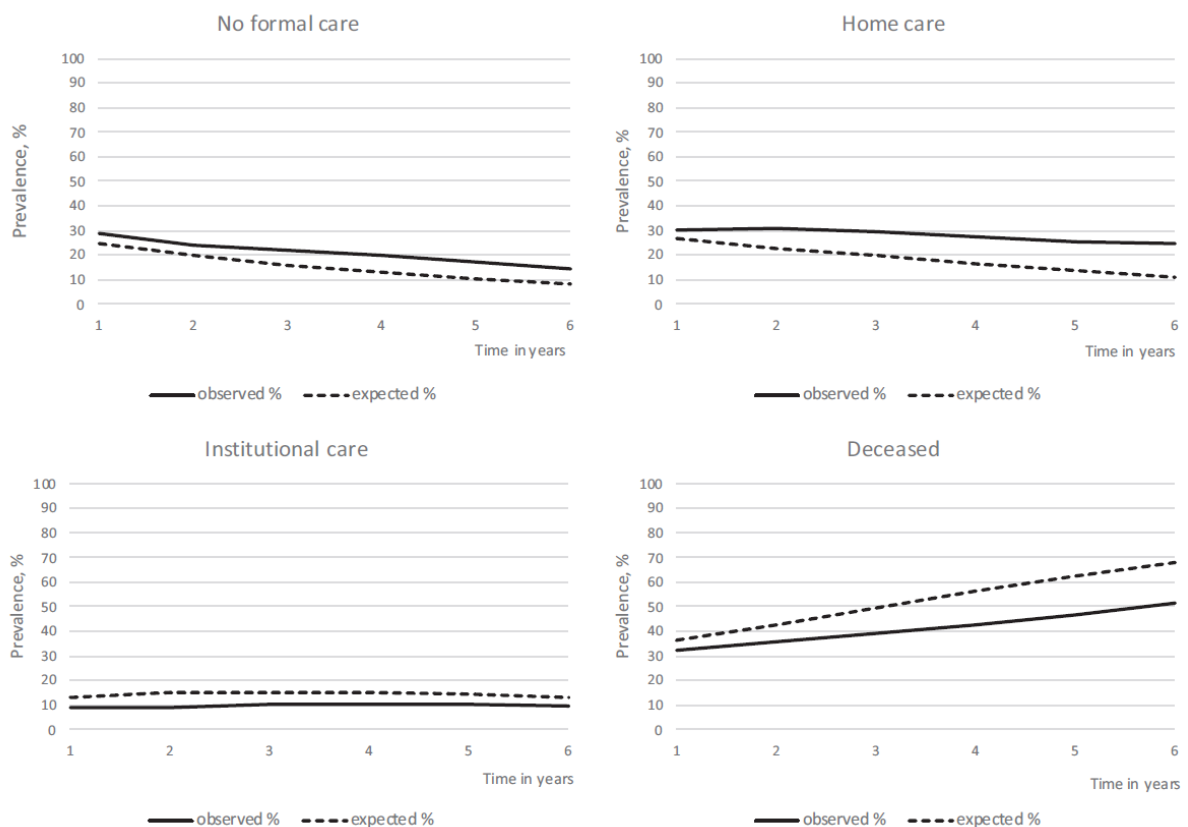 No formal care
Prevalence, %
100
90
80
70
60
50
40
30
20
10
0
1 2 3 4 5 6
Time in years
observed % expected %
Home care
Prevalence, %
100
90
80
70
60
50
40
30
20
10
0
1 2 3 4 5 6
Time in years
observed % expected %
Institutional care
Prevalence, %
100
90
80
70
60
50
40
30
20
10
0
1 2 3 4 5 6
Time in years
observed % expected %
Deceased
Prevalence, %
100
90
80
70
60
50
40
30
20
10
0
1 2 3 4 5 6
Time in years
observed % expected %